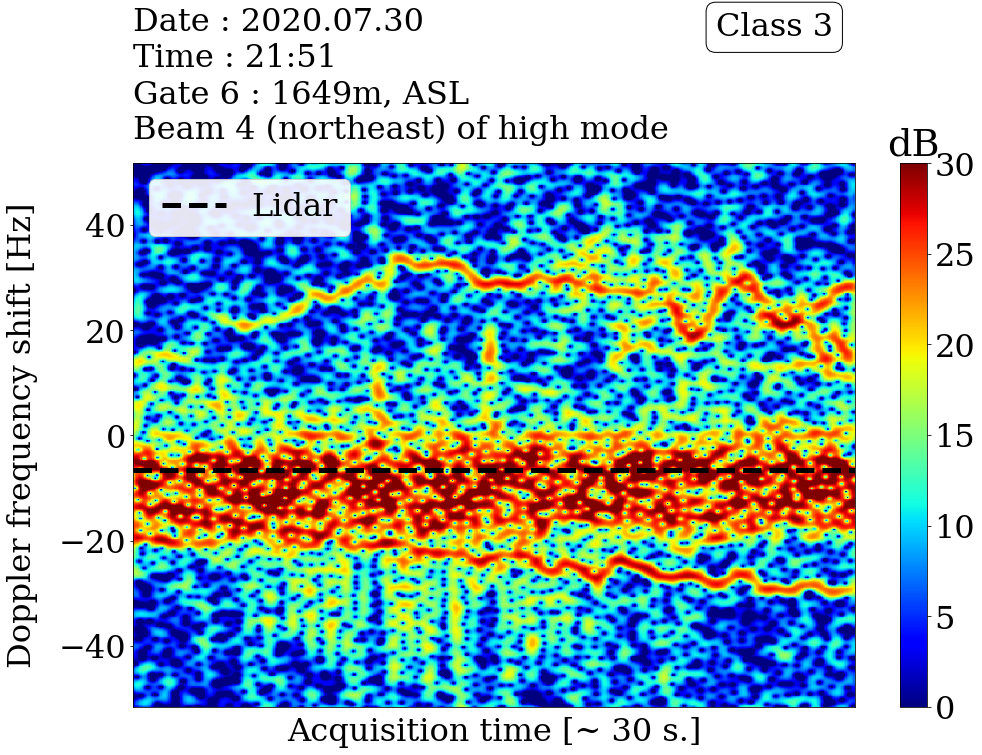 Date : 2020.07.30
Time : 21:51
Gate 6 : 1649m, ASL
Beam 4 (northeast) of high mode
Class 3
dB
Lidar
Doppler frequency shift [Hz]
40
20
0
−20
−40
30
25
20
15
10
5
0
Acquisition time [~ 30 s.]